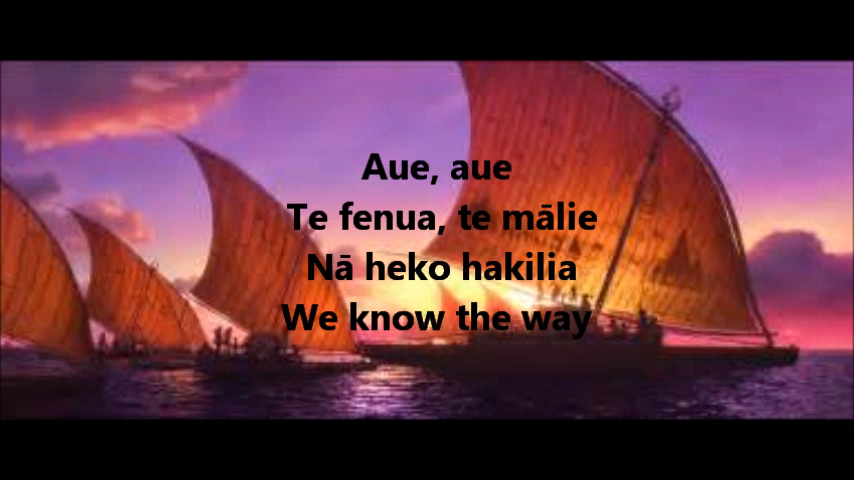 Aue, aue
Te fenua, te mālie
Nā heko hakilia
We know the way